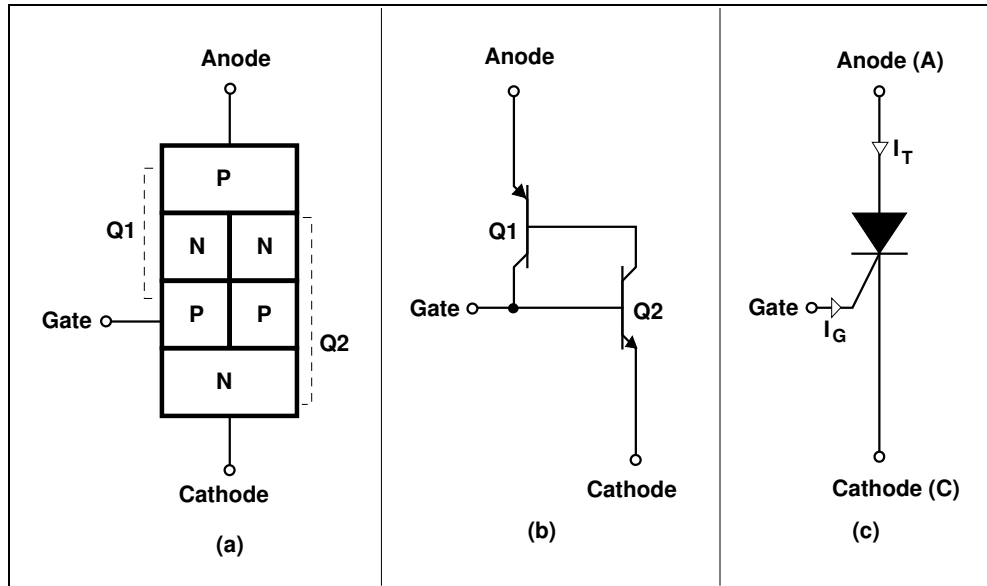 Anode
P
Q1
N N
P P
Gate
Q2
N
Cathode
(a)
Anode
Q1
Gate
Q2
Cathode
(b)
Anode (A)
I_T
Gate
I_G
Cathode (C)
(c)